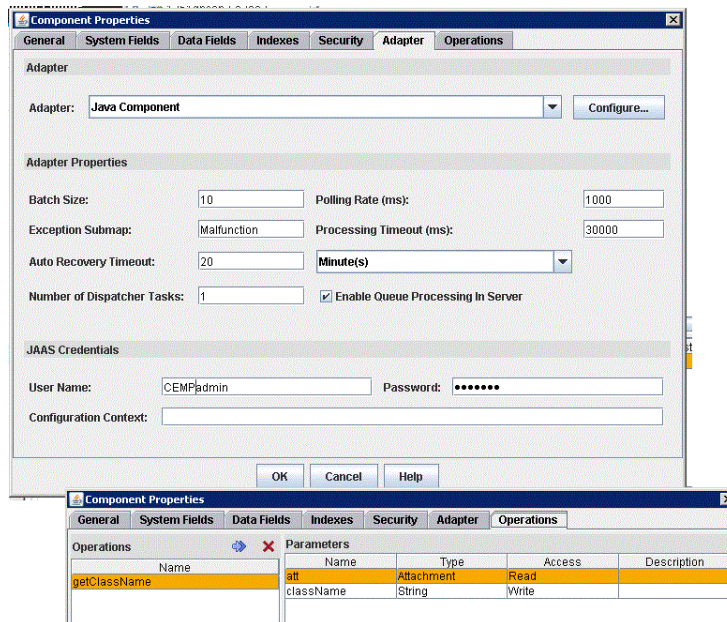 Component Properties
General System Fields Data Fields Indexes Security Adapter Operations
Adapter
Adapter: Java Component Configure...
Adapter Properties
Batch Size: 10 Polling Rate (ms): 1000
Exception Submap: Malfunction Processing Timeout (ms): 30000
Auto Recovery Timeout: 20 Minute(s)
Number of Dispatcher Tasks: 1 Enable Queue Processing In Server
JAAS Credentials
User Name: CEMPadmin Password: •••••••
Configuration Context:
OK Cancel Help
Component Properties
General System Fields Data Fields Indexes Security Adapter Operations
Operations Parameters
Name Name Type Access Description
getClassName att Attachment Read
className String Write